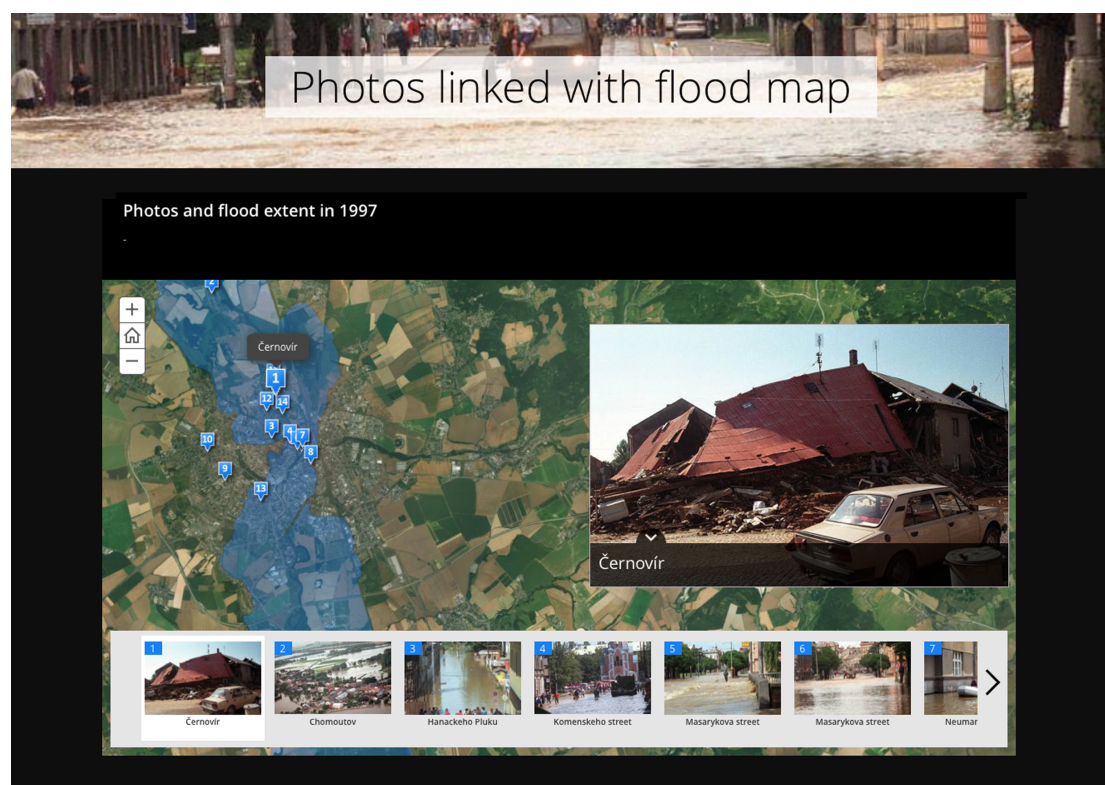 Photos linked with flood map
Photos and flood extent in 1997
-
2
+
−
Černovír
1
12
14
3
4
7
10
8
9
13
Černovír
1
Černovír
2
Chomoutov
3
Hanackeho Pluku
4
Komenskeho street
5
Masarykova street
6
Masarykova street
7
Neumar